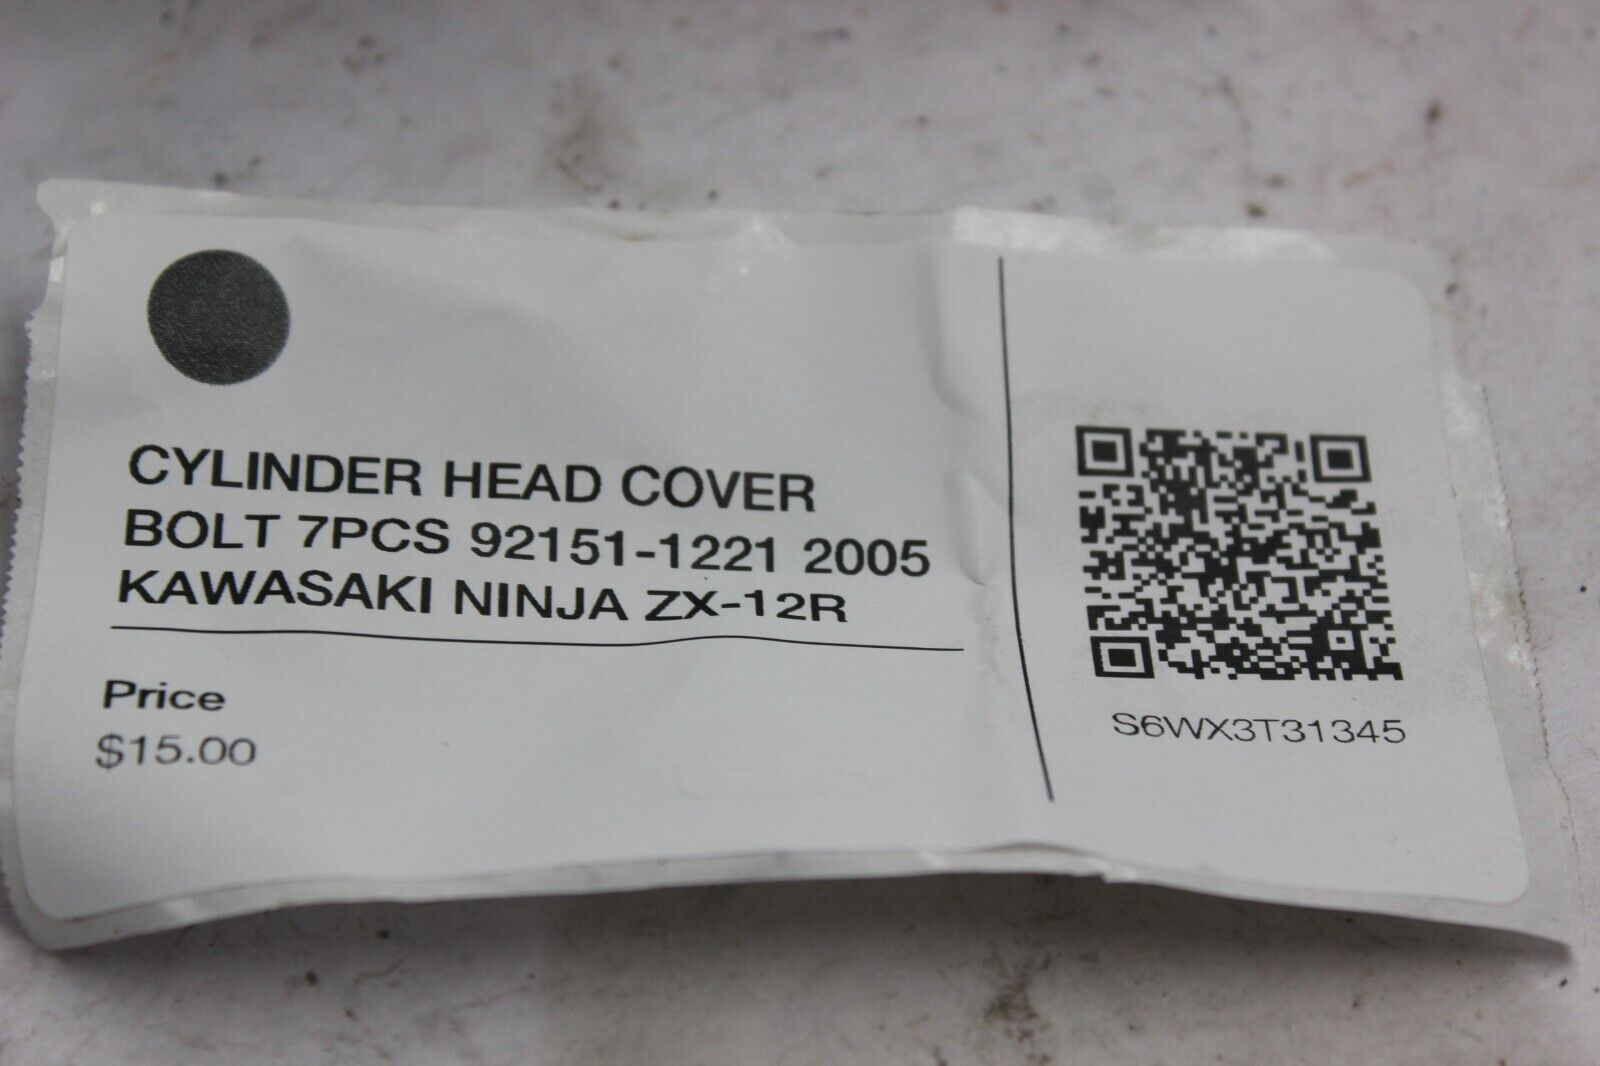 CYLINDER HEAD COVER
BOLT 7PCS 92151-1221 2005
KAWASAKI NINJA ZX-12R
Price
$15.00
S6WX3T31345